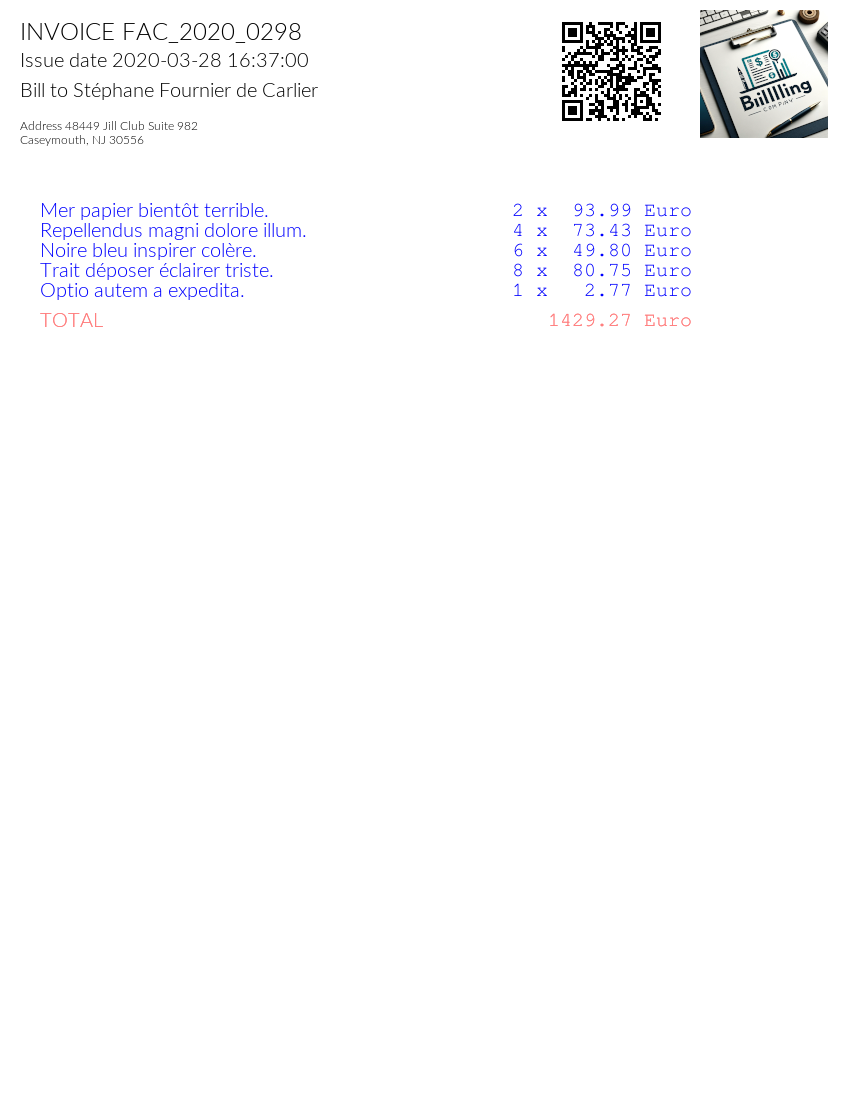 INVOICE FAC_2020_0298
Issue date 2020-03-28 16:37:00
Bill to Stéphane Fournier de Carlier
Address 48449 Jill Club Suite 982
Caseymouth, NJ 30556
Biillling
COMPANY
Mer papier bientôt terrible. 2 x 93.99 Euro
Repellendus magni dolore illum. 4 x 73.43 Euro
Noire bleu inspirer colère. 6 x 49.80 Euro
Trait déposer éclairer triste. 8 x 80.75 Euro
Optio autem a expedita. 1 x 2.77 Euro
TOTAL 1429.27 Euro